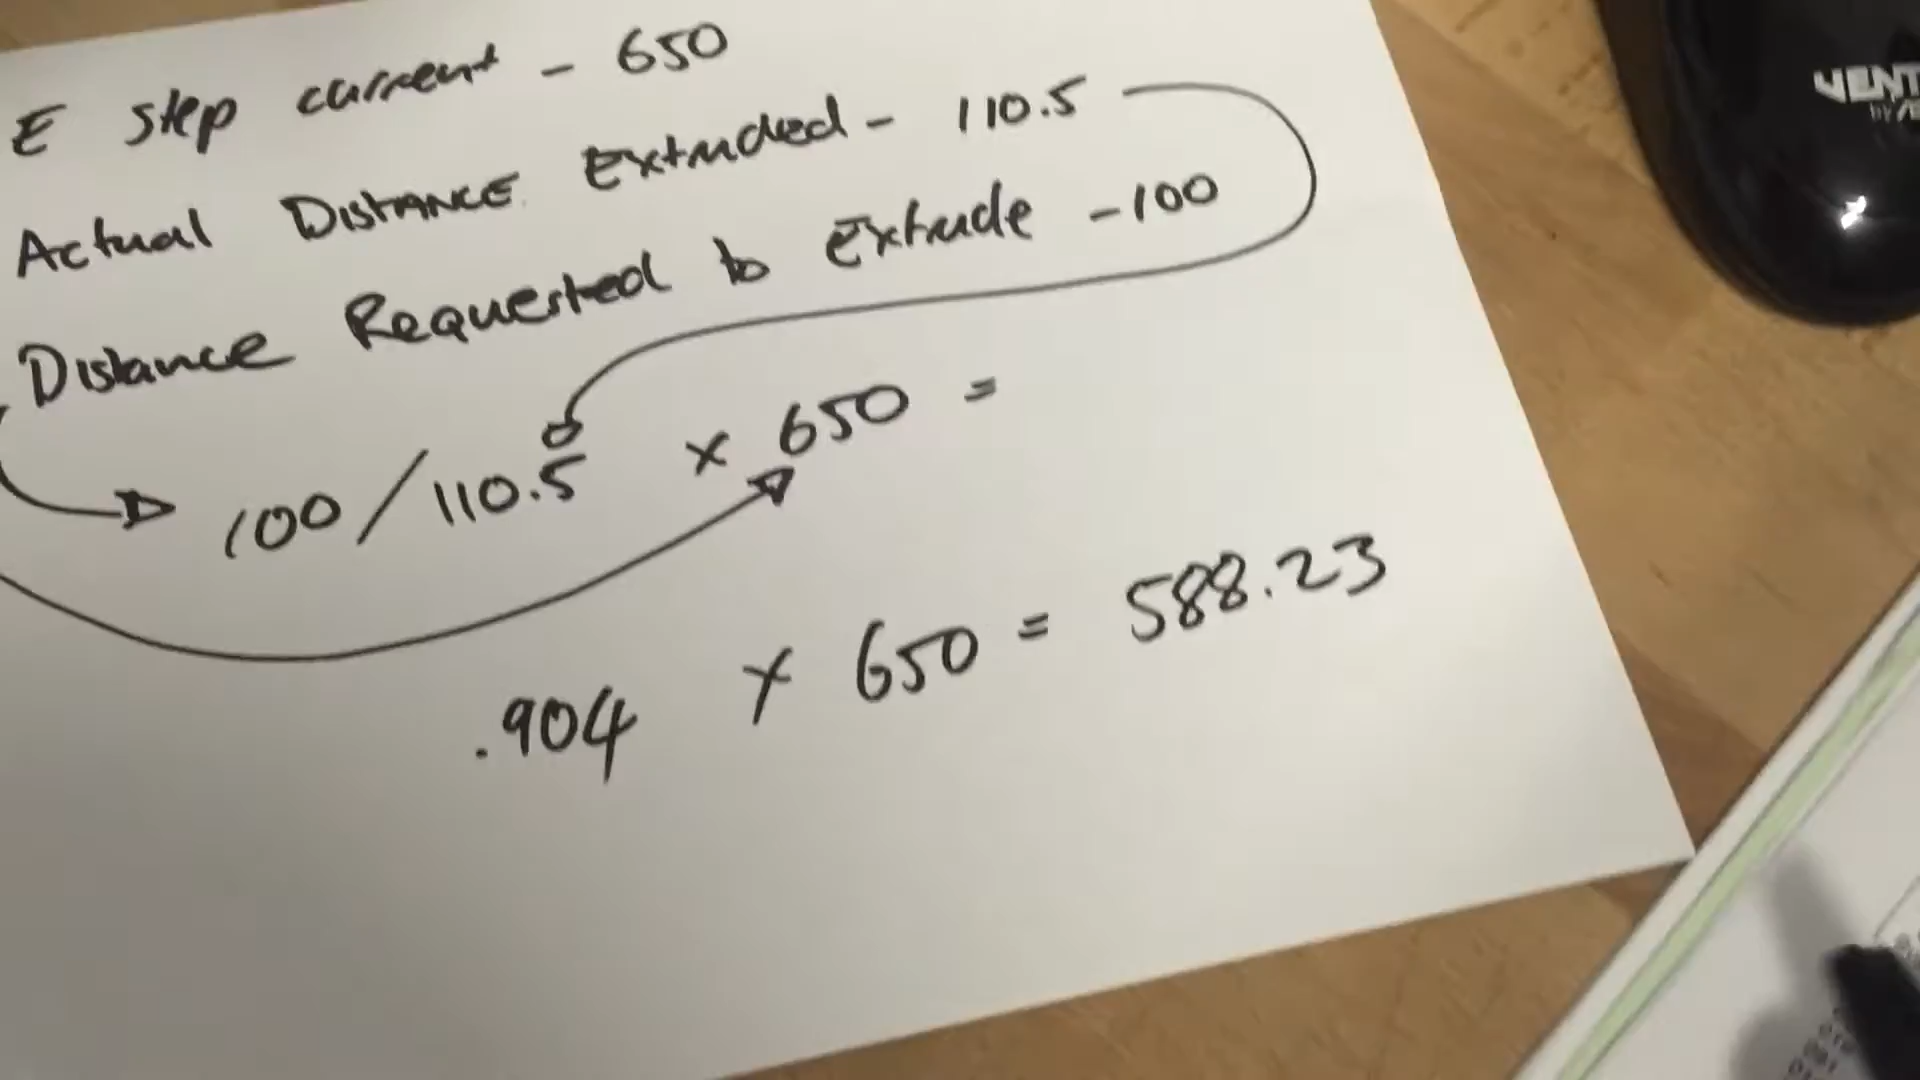 E step current - 650
Actual Distance Extruded - 110.5
Distance Requested to extrude - 100
100/110.5 x 650 =
.904 x 650 = 588.23
VENT